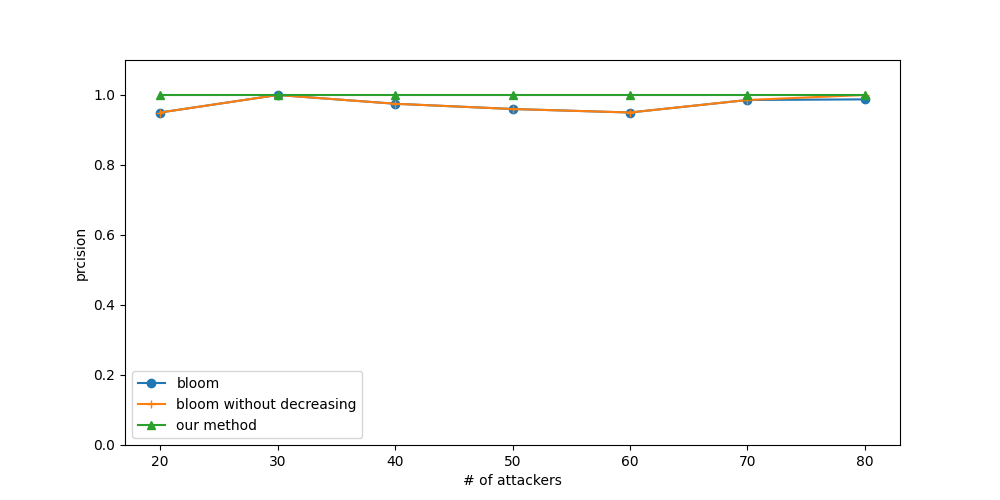 1.0
0.8
0.6
0.4
0.2
0.0
prcision
bloom
bloom without decreasing
our method
20 30 40 50 60 70 80
# of attackers